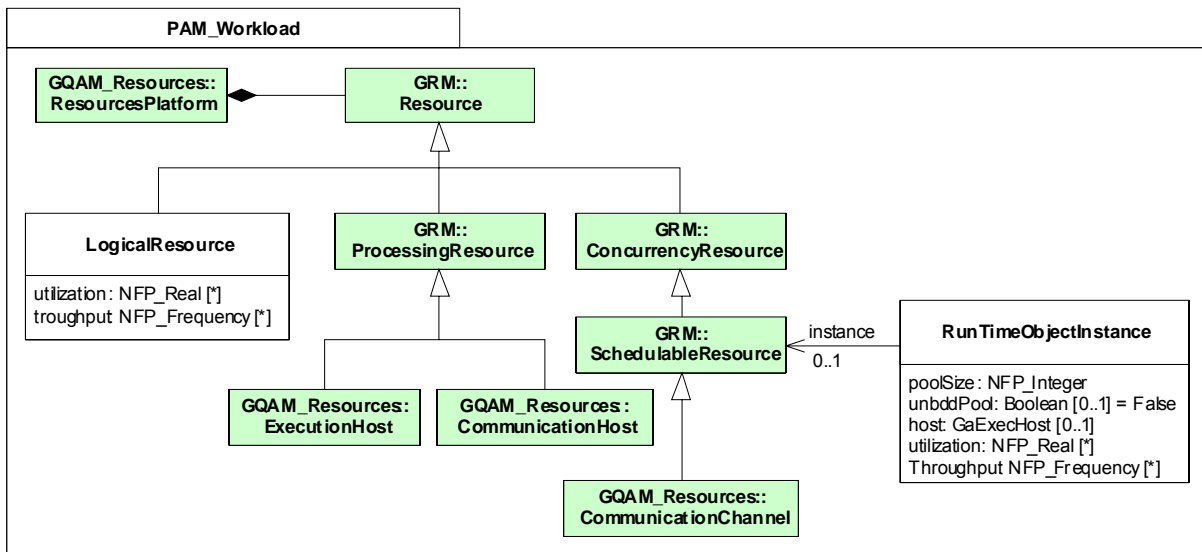 PAM_Workload
GQAM_Resources::
ResourcesPlatform
GRM::
Resource
LogicalResource
utilization: NFP_Real [*]
troughput: NFP_Frequency [*]
GRM::
ProcessingResource
GRM::
ConcurrencyResource
GRM::
SchedulableResource
instance
0..1
RunTimeObjectInstance
poolSize: NFP_Integer
unbddPool: Boolean [0..1] = False
host: GaExecHost [0..1]
utilization: NFP_Real [*]
Throughput: NFP_Frequency [*]
GQAM_Resources:
ExecutionHost
GQAM_Resources::
CommunicationHost
GQAM_Resources::
CommunicationChannel